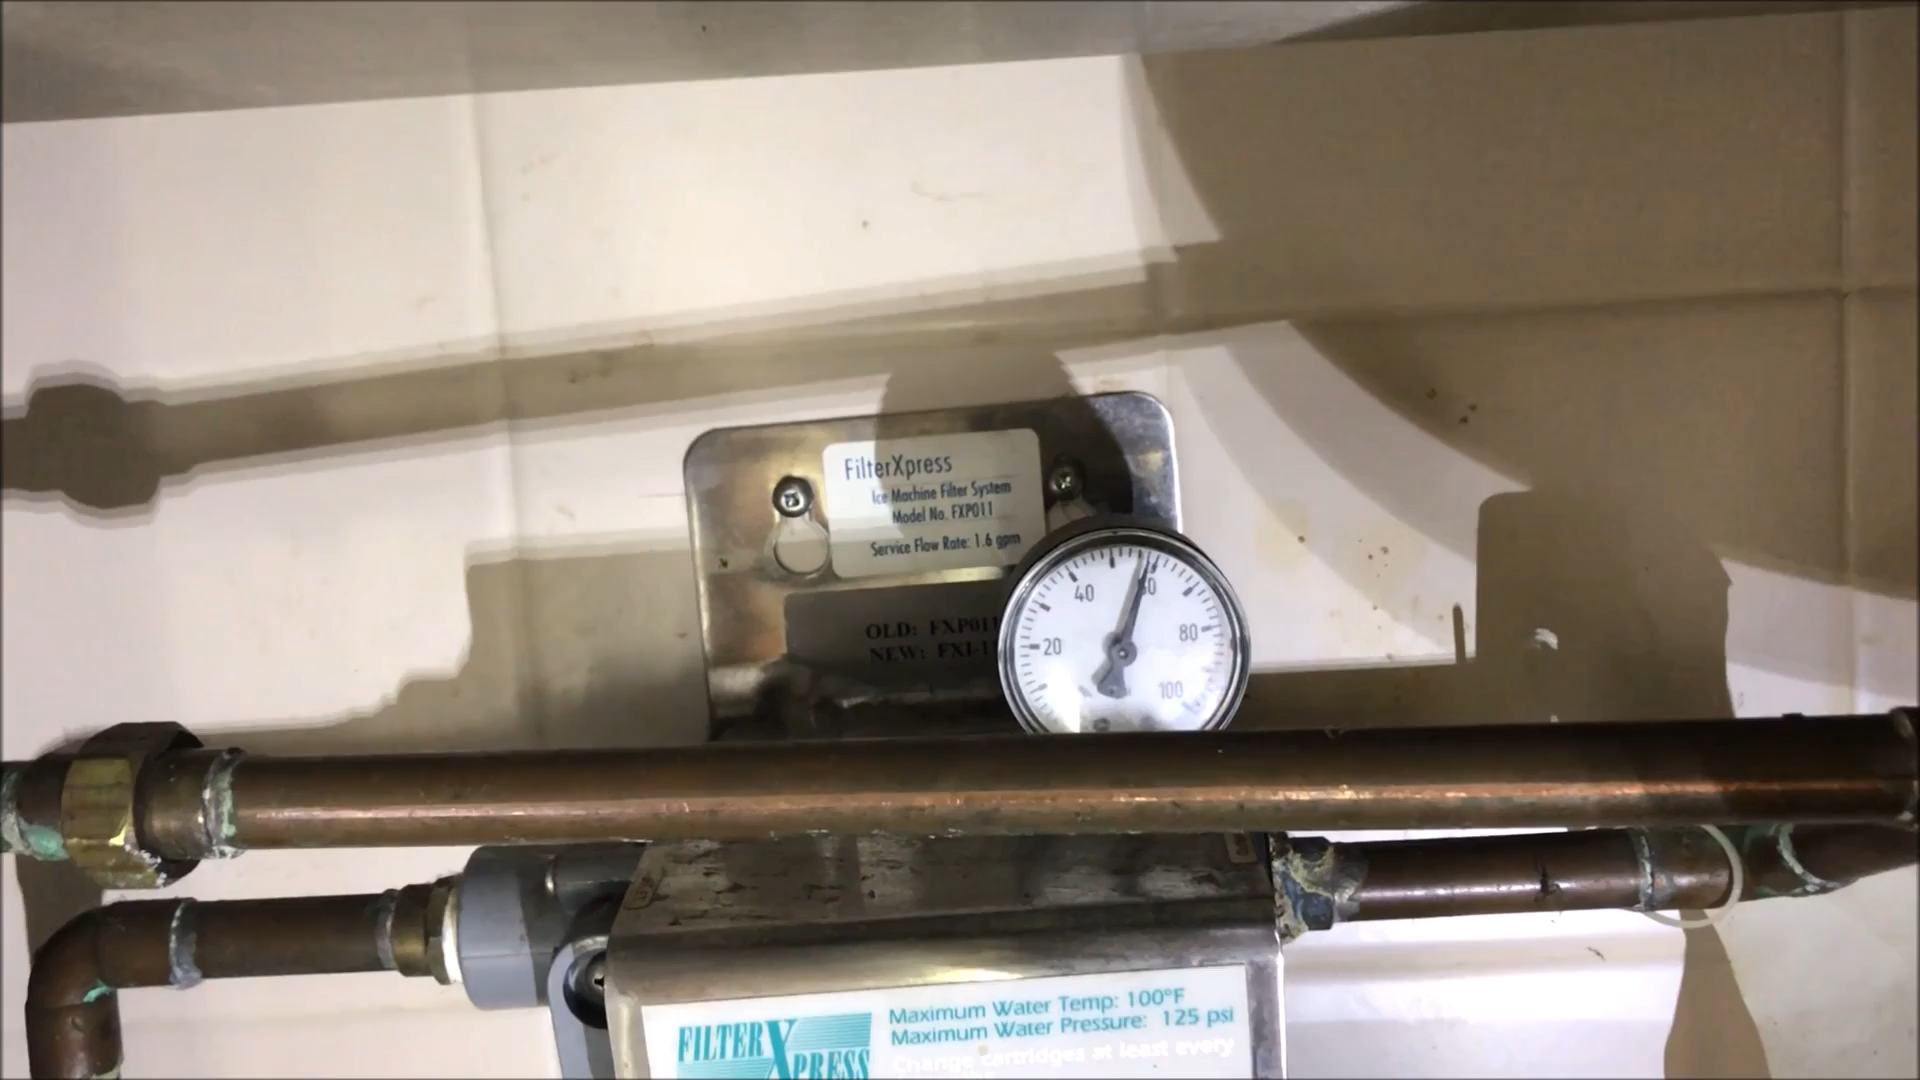 FilterXpress
Ice Machine Filter System
Model No. FXP011
Service Flow Rate: 1.6 gpm
OLD: FXP011
NEW: FXI-1
20
40
60
80
100
FILTER XPRESS
Maximum Water Temp: 100°F
Maximum Water Pressure: 125 psi
Change cartridges at least every